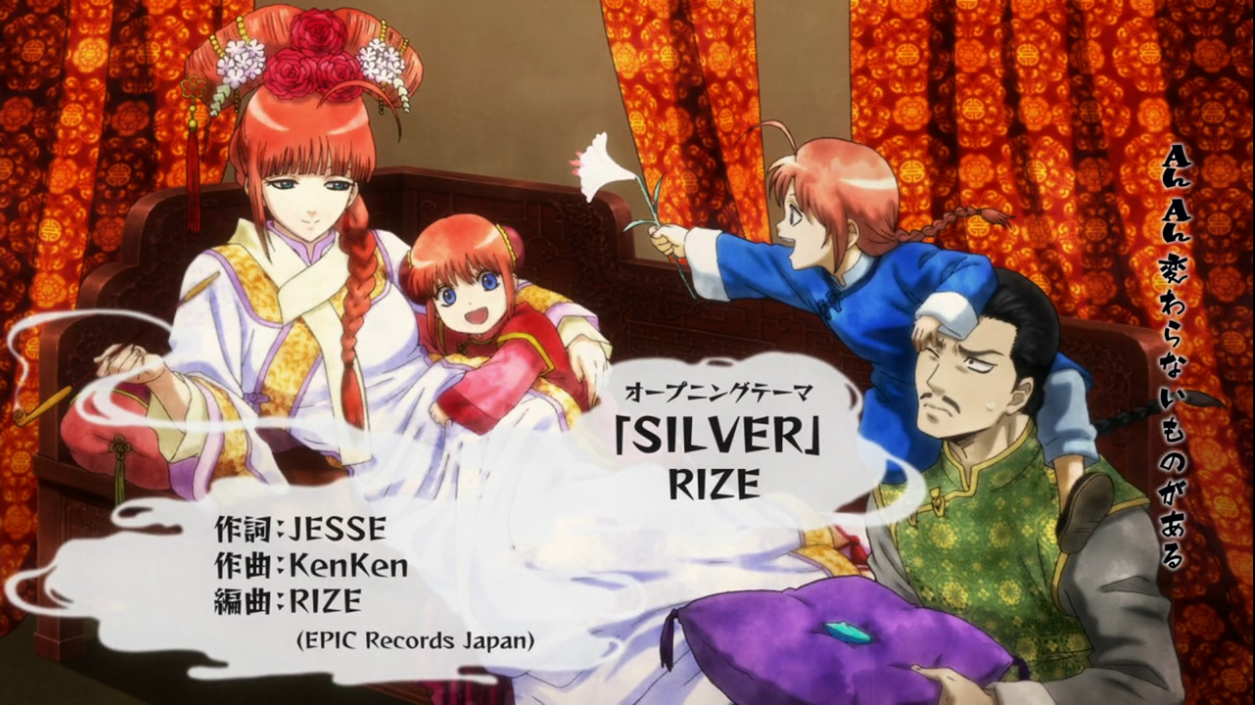 オープニングテーマ
「SILVER」
RIZE
作詞:JESSE
作曲:KenKen
編曲:RIZE
(EPIC Records Japan)
Aん Aん 変わらないものがある